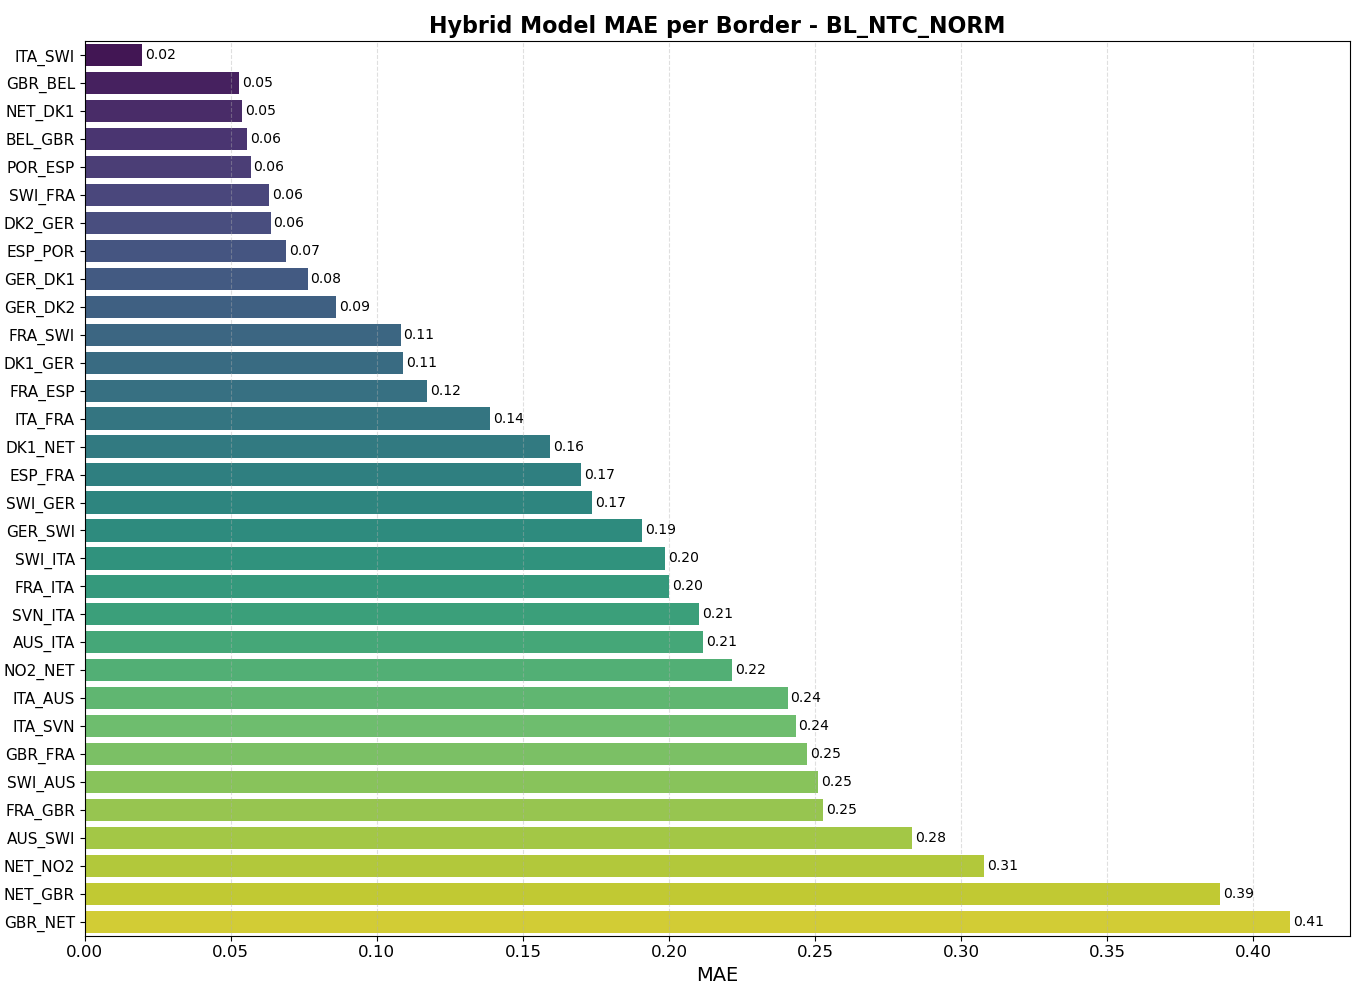 Hybrid Model MAE per Border - BL_NTC_NORM
ITA_SWI 0.02
GBR_BEL 0.05
NET_DK1 0.05
BEL_GBR 0.06
POR_ESP 0.06
SWI_FRA 0.06
DK2_GER 0.06
ESP_POR 0.07
GER_DK1 0.08
GER_DK2 0.09
FRA_SWI 0.11
DK1_GER 0.11
FRA_ESP 0.12
ITA_FRA 0.14
DK1_NET 0.16
ESP_FRA 0.17
SWI_GER 0.17
GER_SWI 0.19
SWI_ITA 0.20
FRA_ITA 0.20
SVN_ITA 0.21
AUS_ITA 0.21
NO2_NET 0.22
ITA_AUS 0.24
ITA_SVN 0.24
GBR_FRA 0.25
SWI_AUS 0.25
FRA_GBR 0.25
AUS_SWI 0.28
NET_NO2 0.31
NET_GBR 0.39
GBR_NET 0.41
0.00 0.05 0.10 0.15 0.20 0.25 0.30 0.35 0.40
MAE